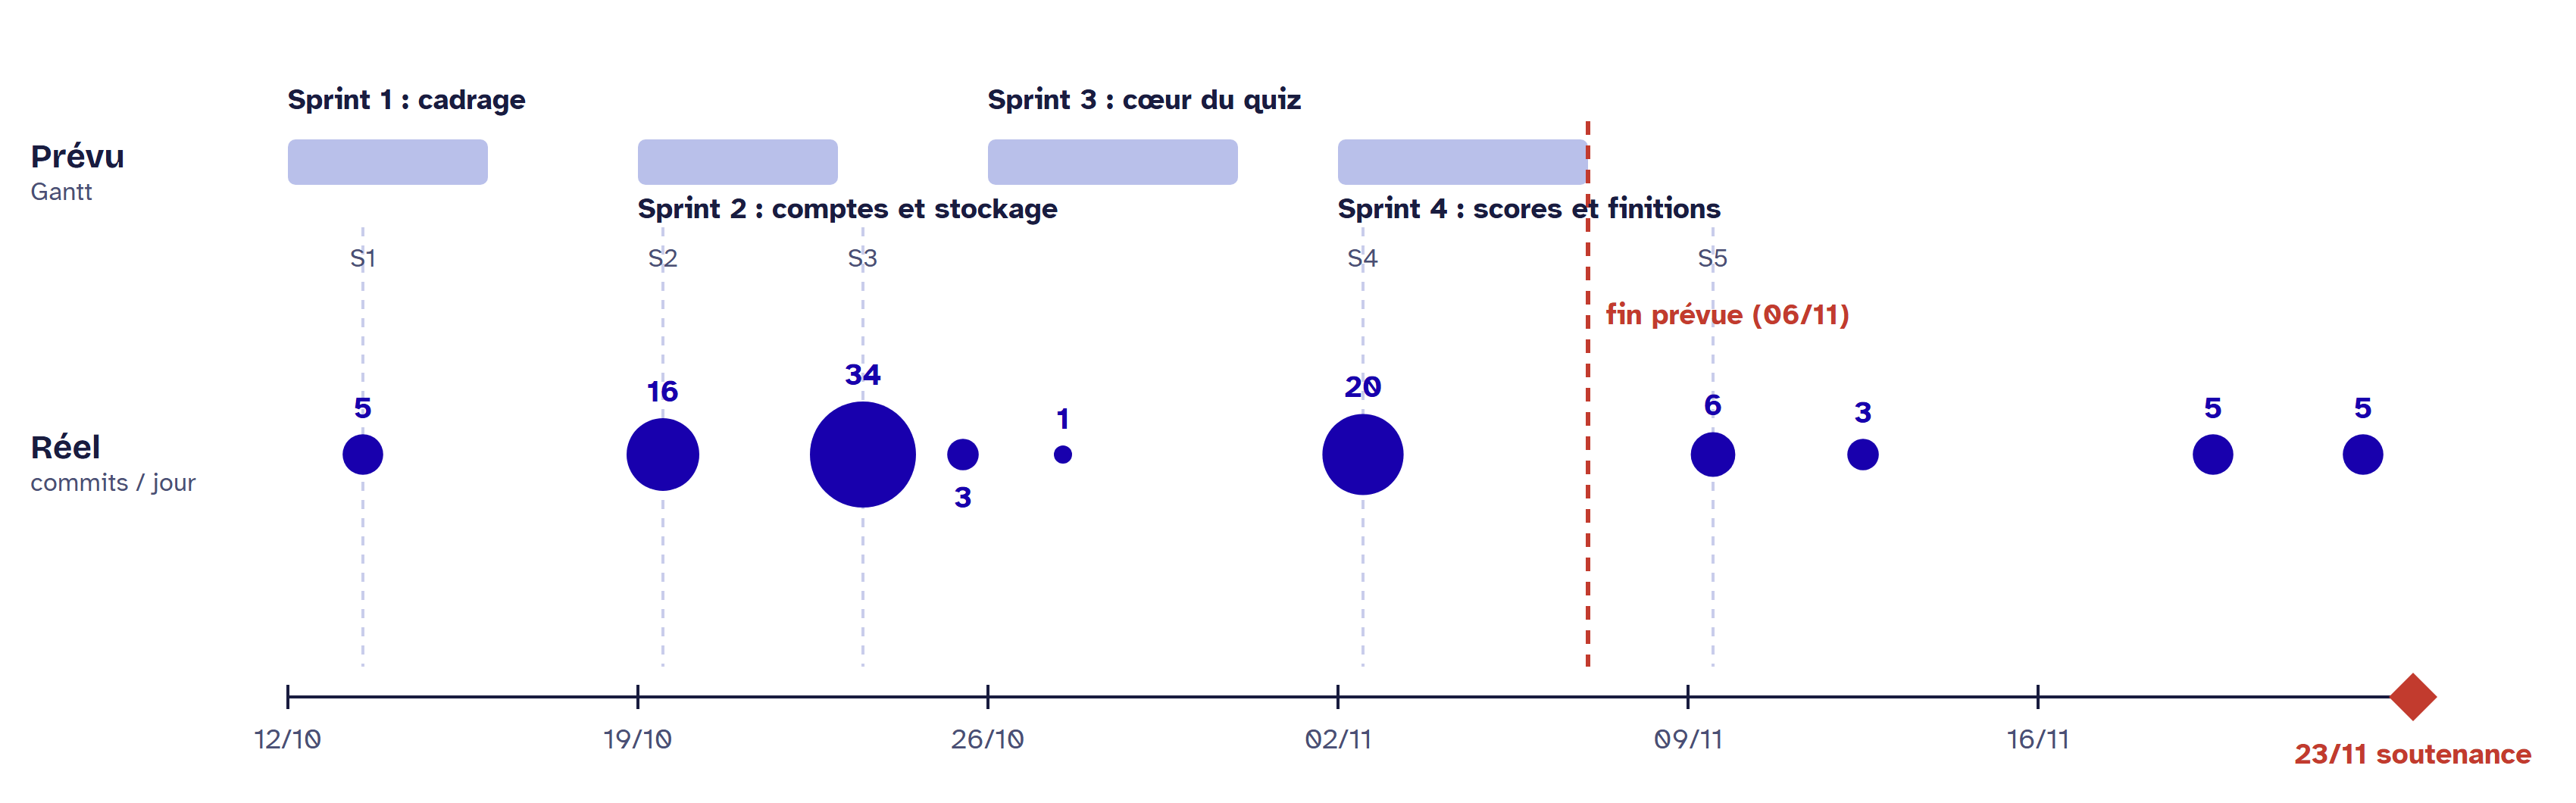 Sprint 1 : cadrage
Sprint 3 : cœur du quiz
Prévu
Gantt
Sprint 2 : comptes et stockage
Sprint 4 : scores et finitions
S1
S2
S3
S4
S5
fin prévue (06/11)
Réel
commits / jour
5
16
34
3
1
20
6
3
5
5
12/10
19/10
26/10
02/11
09/11
16/11
23/11 soutenance